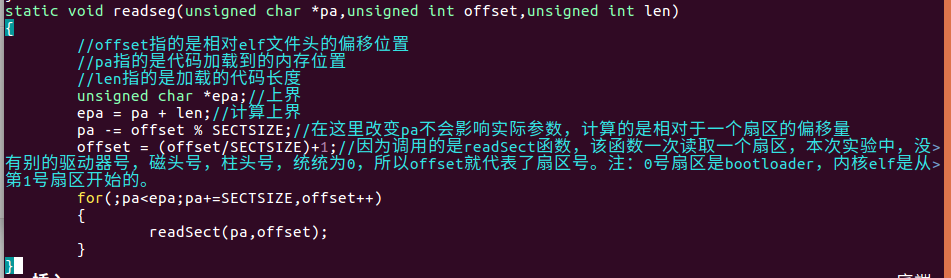 static void readseg(unsigned char *pa,unsigned int offset,unsigned int len)
{
        //offset指的是相对elf文件头的偏移位置
        //pa指的是代码加载到的内存位置
        //len指的是加载的代码长度
        unsigned char *epa;//上界
        epa = pa + len;//计算上界
        pa -= offset % SECTSIZE;//在这里改变pa不会影响实际参数，计算的是相对于一个扇区的偏移量
        offset = (offset/SECTSIZE)+1;//因为调用的是readSect函数，该函数一次读取一个扇区，本次实验中，没>
有别的驱动器号，磁头号，柱头号，统统为0，所以offset就代表了扇区号。注：0号扇区是bootloader，内核elf是从>
第1号扇区开始的。
        for(;pa<epa;pa+=SECTSIZE,offset++)
        {
                readSect(pa,offset);
        }
}